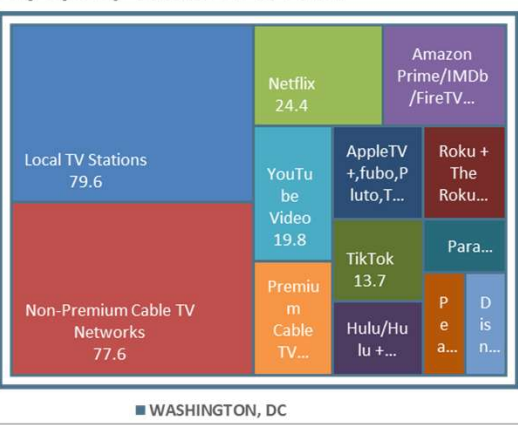 Local TV Stations
79.6
Non-Premium Cable TV
Networks
77.6
Netflix
24.4
Amazon
Prime/IMDb
/FireTV...
YouTu
be
Video
19.8
AppleTV
+,fubo,P
luto,T...
Roku +
The
Roku...
Premiu
m
Cable
TV...
TikTok
13.7
Para...
Hulu/Hu
lu +...
P
e
a...
D
is
n...
WASHINGTON, DC